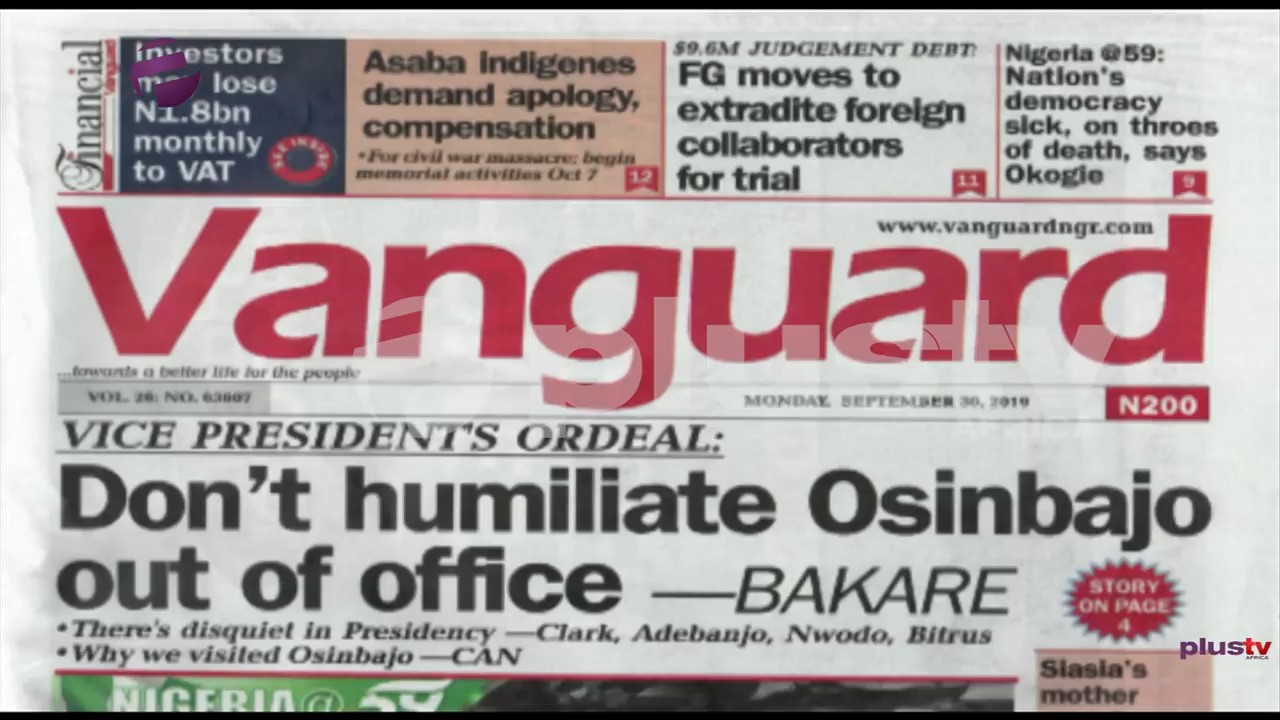 Financial
Vanguard
Investors
may lose
N1.8bn
monthly
to VAT
SEE INSIDE
Asaba indigenes
demand apology,
compensation
•For civil war massacre; begin
memorial activities Oct 7
12
$9.6M JUDGEMENT DEBT:
FG moves to
extradite foreign
collaborators
for trial
11
Nigeria @59:
Nation's
democracy
sick, on throes
of death, says
Okogie
9
www.vanguardngr.com
Vanguard
...towards a better life for the people
VOL. 26: NO. 63807
MONDAY, SEPTEMBER 30, 2019
N200
plustv
VICE PRESIDENT'S ORDEAL:
Don't humiliate Osinbajo
out of office —BAKARE
•There's disquiet in Presidency —Clark, Adebanjo, Nwodo, Bitrus
•Why we visited Osinbajo —CAN
STORY
ON PAGE
4
plustv
AFRICA
Siasia's
mother
NIGERIA@59